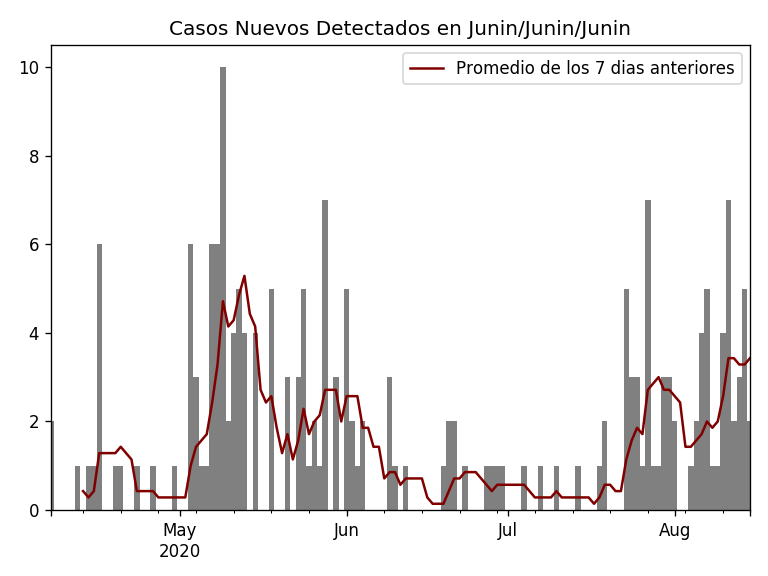 Casos Nuevos Detectados en Junin/Junin/Junin
Promedio de los 7 dias anteriores
10
8
6
4
2
0
May
2020
Jun
Jul
Aug